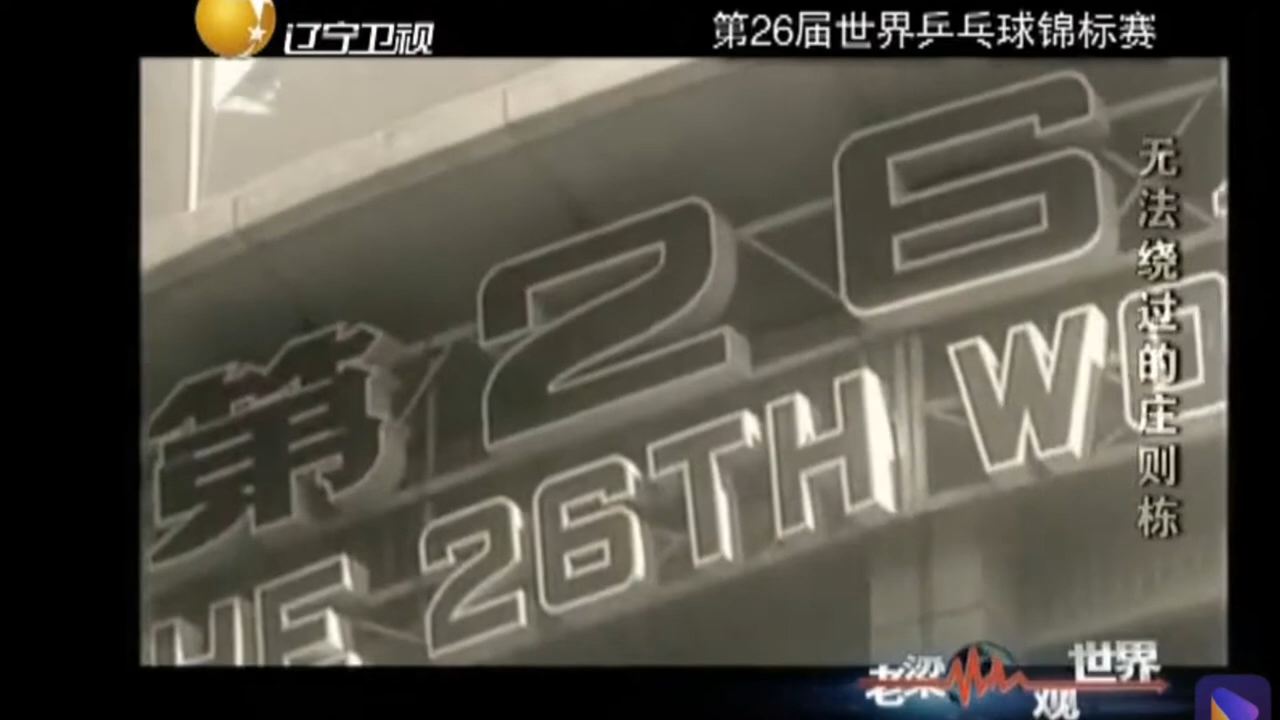 辽宁卫视
第26届世界乒乓球锦标赛
第26
THE 26TH WO
无法绕过的庄则栋
老梁世界观